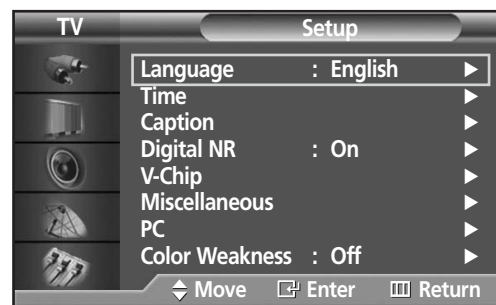 TV Setup
Language : English
Time
Caption
Digital NR : On
V-Chip
Miscellaneous
PC
Color Weakness : Off
Move Enter Return